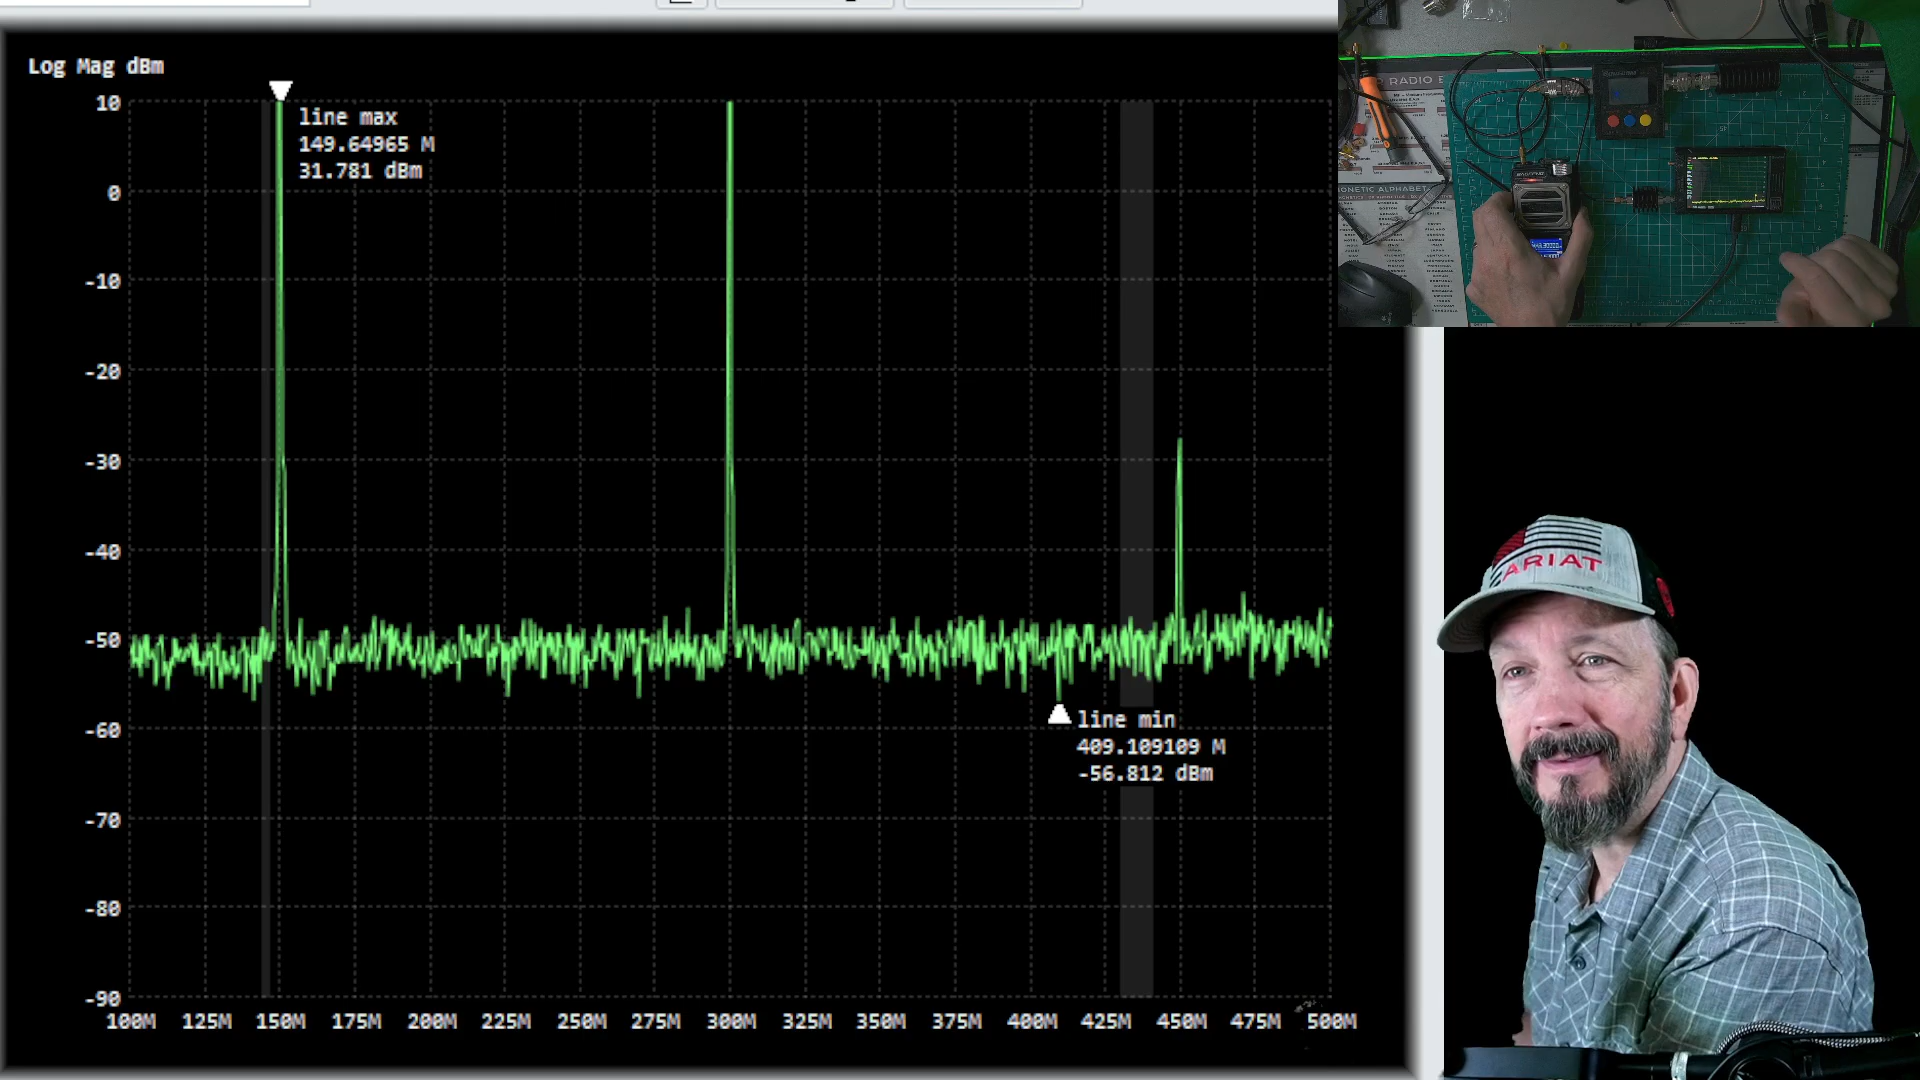 Log Mag dBm
10
0
-10
-20
-30
-40
-50
-60
-70
-80
-90
line max
149.64965 M
31.781 dBm
line min
409.109109 M
-56.812 dBm
100M 125M 150M 175M 200M 225M 250M 275M 300M 325M 350M 375M 400M 425M 450M 475M 500M
RADIO
PHONETIC ALPHABET
ARIAT